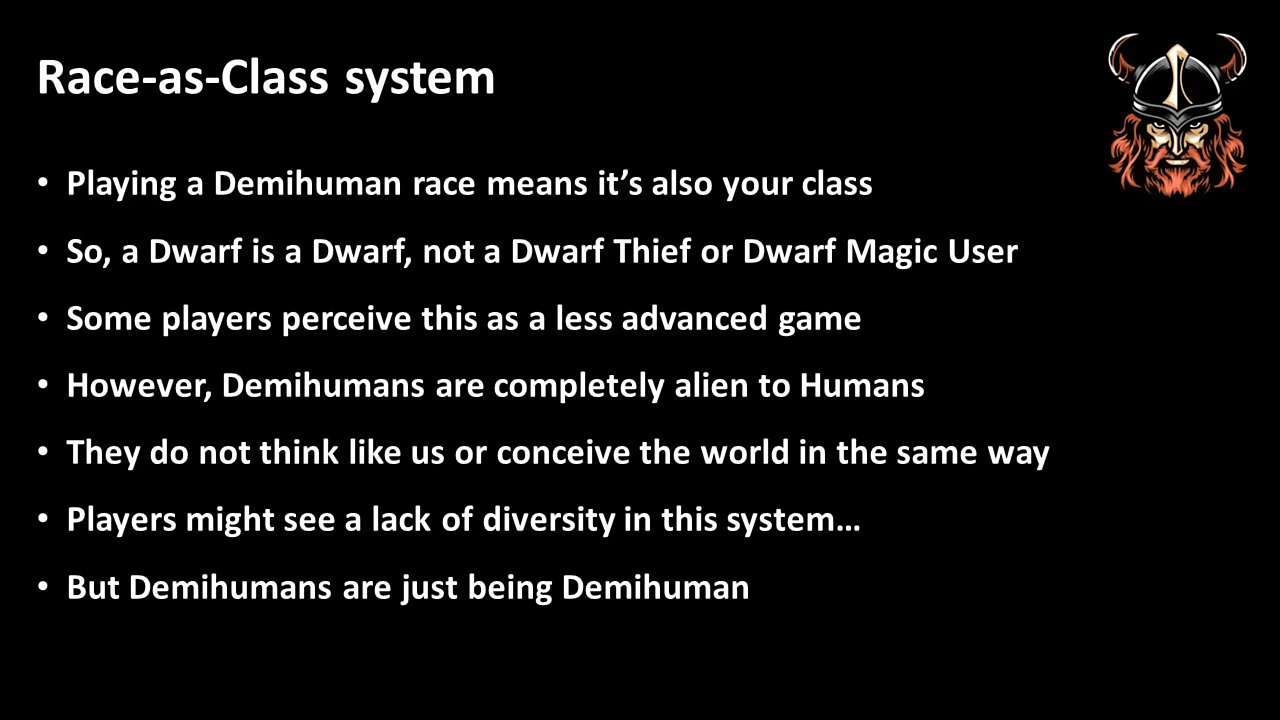 Race-as-Class system
• Playing a Demihuman race means it’s also your class
• So, a Dwarf is a Dwarf, not a Dwarf Thief or Dwarf Magic User
• Some players perceive this as a less advanced game
• However, Demihumans are completely alien to Humans
• They do not think like us or conceive the world in the same way
• Players might see a lack of diversity in this system…
• But Demihumans are just being Demihuman